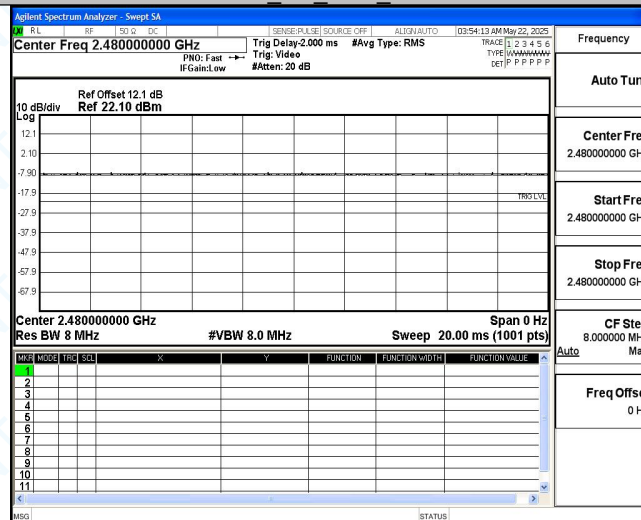 Agilent Spectrum Analyzer - Swept SA
RL RF 50 Ω DC SENSE:PULSE SOURCE OFF ALIGN AUTO 03:54:13 AM May 22, 2025
Center Freq 2.480000000 GHz
PNO: Fast
IFGain:Low
Trig Delay-2.000 ms
Trig: Video
#Atten: 20 dB
#Avg Type: RMS
TRACE 1 2 3 4 5 6
TYPE
DET P P P P P P
Ref Offset 12.1 dB
10 dB/div Ref 22.10 dBm
Log
12.1
2.10
-7.90
-17.9
TRIG LVL
-27.9
-37.9
-47.9
-57.9
-67.9
Center 2.480000000 GHz Span 0 Hz
Res BW 8 MHz #VBW 8.0 MHz Sweep 20.00 ms (1001 pts)
MKR MODE TRC SCL X Y FUNCTION FUNCTION WIDTH FUNCTION VALUE
1
2
3
4
5
6
7
8
9
10
11
MSG STATUS
Frequency
Auto Tun
Center Fre
2.480000000 GH
Start Fre
2.480000000 GH
Stop Fre
2.480000000 GH
CF Ste
8.000000 MH
Auto Ma
Freq Offse
0 H